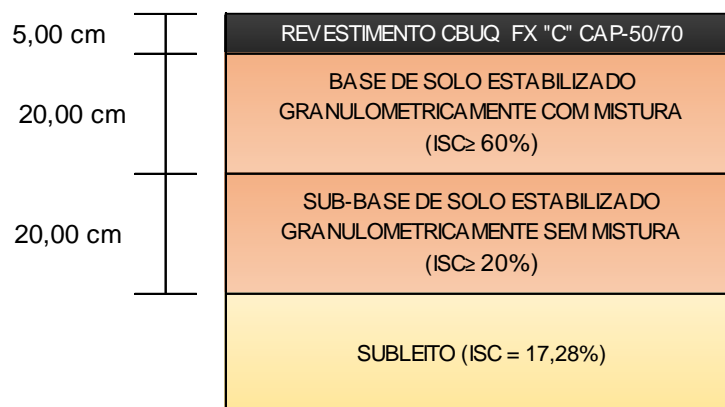 5,00 cm
REVESTIMENTO CBUQ FX "C" CAP-50/70
20,00 cm
BASE DE SOLO ESTABILIZADO
GRANULOMETRICAMENTE COM MISTURA
(ISC≥ 60%)
20,00 cm
SUB-BASE DE SOLO ESTABILIZADO
GRANULOMETRICAMENTE SEM MISTURA
(ISC≥ 20%)
SUBLEITO (ISC = 17,28%)